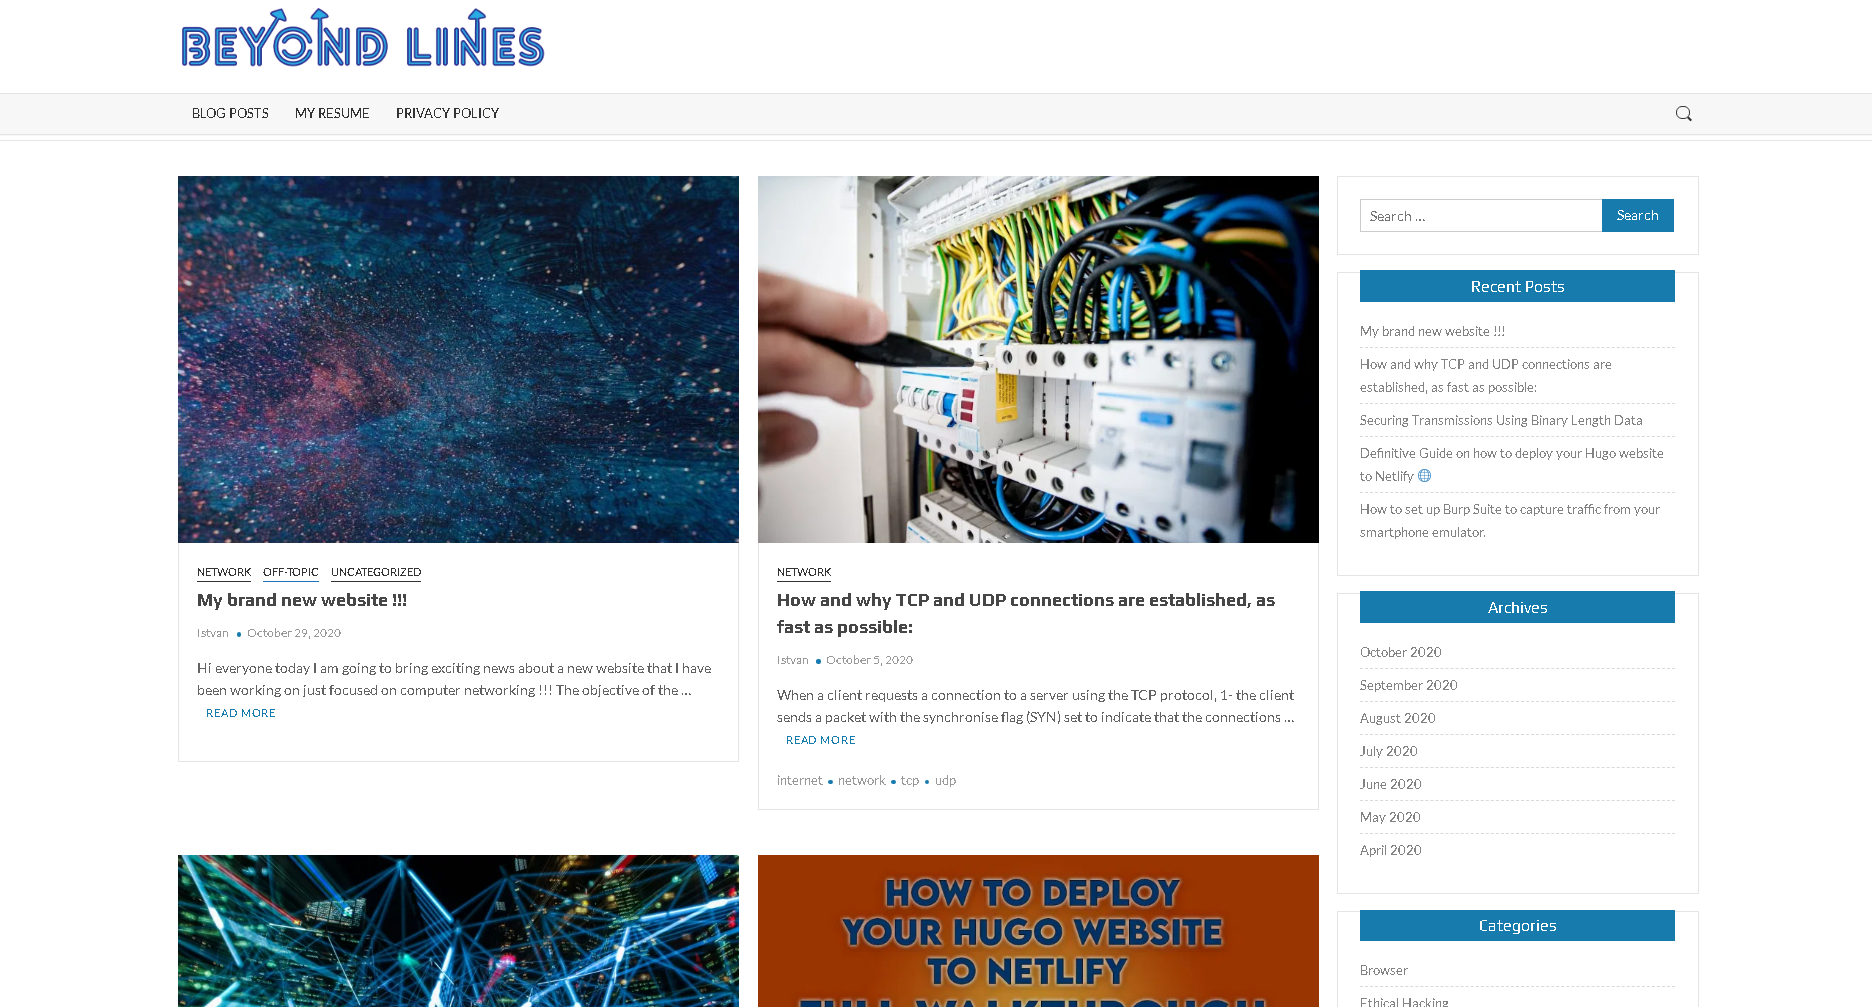 BEYOND LINES
BLOG POSTS
MY RESUME
PRIVACY POLICY
NETWORK OFF-TOPIC UNCATEGORIZED
My brand new website !!!
Istvan • October 29, 2020
Hi everyone today I am going to bring exciting news about a new website that I have
been working on just focused on computer networking !!! The objective of the ...
READ MORE
NETWORK
How and why TCP and UDP connections are established, as
fast as possible:
Istvan • October 5, 2020
When a client requests a connection to a server using the TCP protocol, 1- the client
sends a packet with the synchronise flag (SYN) set to indicate that the connections ...
READ MORE
internet • network • tcp • udp
HOW TO DEPLOY
YOUR HUGO WEBSITE
TO NETLIFY
FULL WALKTHROUGH
Search ...
Search
Recent Posts
My brand new website !!!
How and why TCP and UDP connections are
established, as fast as possible:
Securing Transmissions Using Binary Length Data
Definitive Guide on how to deploy your Hugo website
to Netlify 🌐
How to set up Burp Suite to capture traffic from your
smartphone emulator.
Archives
October 2020
September 2020
August 2020
July 2020
June 2020
May 2020
April 2020
Categories
Browser
Ethical Hacking